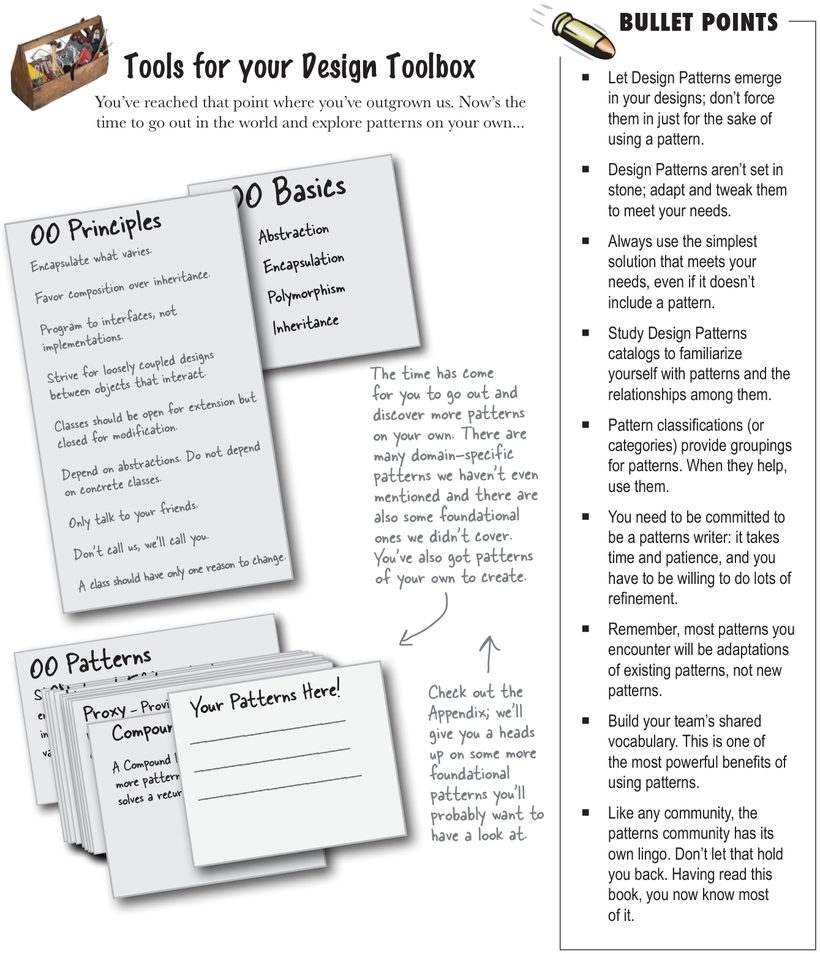 Tools for your Design Toolbox
You've reached that point where you've outgrown us. Now's the
time to go out in the world and explore patterns on your own...
OO Basics
Abstraction
Encapsulation
Polymorphism
Inheritance
OO Principles
Encapsulate what varies.
Favor composition over inheritance.
Program to interfaces, not
implementations.
Strive for loosely coupled designs
between objects that interact.
Classes should be open for extension but
closed for modification.
Depend on abstractions. Do not depend
on concrete classes.
Only talk to your friends.
Don't call us, we'll call you.
A class should have only one reason to change.
The time has come
for you to go out and
discover more patterns
on your own. There are
many domain-specific
patterns we haven't even
mentioned and there are
also some foundational
ones we didn't cover.
You've also got patterns
of your own to create.
OO Patterns
Proxy - Provi
Compoun
A Compound
more pattern
solves a recur
Your Patterns Here!
Check out the
Appendix; we'll
give you a heads
up on some more
foundational
patterns you'll
probably want to
have a look at.
BULLET POINTS
Let Design Patterns emerge
in your designs; don't force
them in just for the sake of
using a pattern.
Design Patterns aren't set in
stone; adapt and tweak them
to meet your needs.
Always use the simplest
solution that meets your
needs, even if it doesn't
include a pattern.
Study Design Patterns
catalogs to familiarize
yourself with patterns and the
relationships among them.
Pattern classifications (or
categories) provide groupings
for patterns. When they help,
use them.
You need to be committed to
be a patterns writer: it takes
time and patience, and you
have to be willing to do lots of
refinement.
Remember, most patterns you
encounter will be adaptations
of existing patterns, not new
patterns.
Build your team's shared
vocabulary. This is one of
the most powerful benefits of
using patterns.
Like any community, the
patterns community has its
own lingo. Don't let that hold
you back. Having read this
book, you now know most
of it.